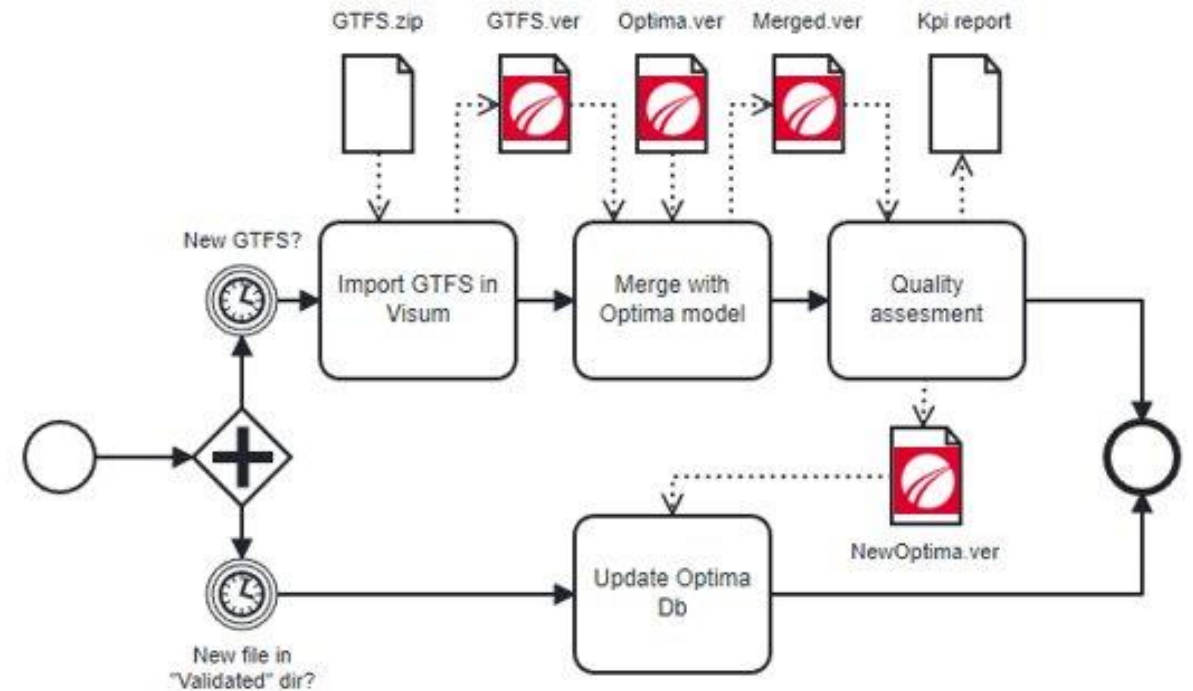 GTFS.zip
GTFS.ver
Optima.ver
Merged.ver
Kpi report
New GTFS?
Import GTFS in
Visum
Merge with
Optima model
Quality
assesment
NewOptima.ver
Update Optima
Db
New file in
"Validated" dir?